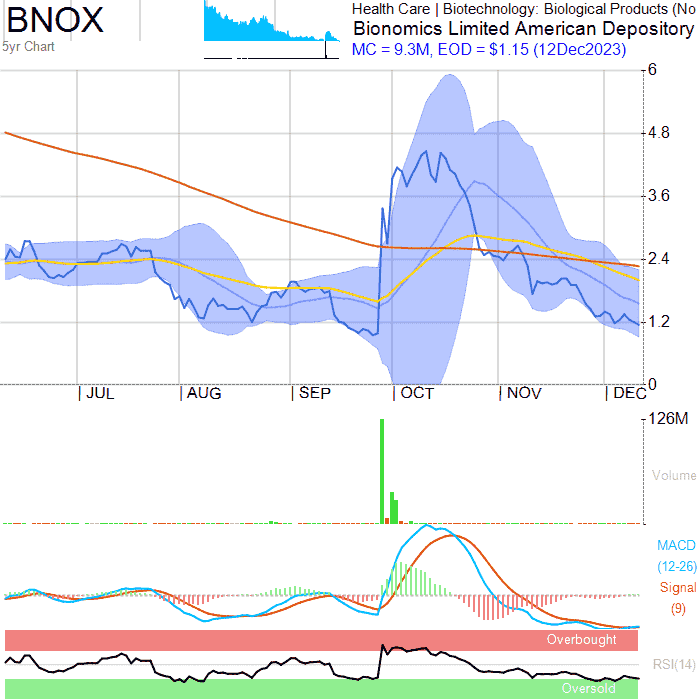 BNOX
5yr Chart
Health Care | Biotechnology: Biological Products (No
Bionomics Limited American Depository
MC = 9.3M, EOD = $1.15 (12Dec2023)
6
4.8
3.6
2.4
1.2
0
JUL
AUG
SEP
OCT
NOV
DEC
126M
Volume
MACD
(12-26)
Signal
(9)
Overbought
RSI(14)
Oversold